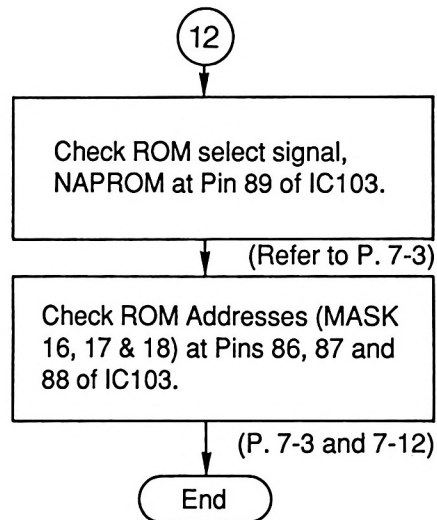 12
Check ROM select signal,
NAPROM at Pin 89 of IC103.
(Refer to P. 7-3)
Check ROM Addresses (MASK
16, 17 & 18) at Pins 86, 87 and
88 of IC103.
(P. 7-3 and 7-12)
End